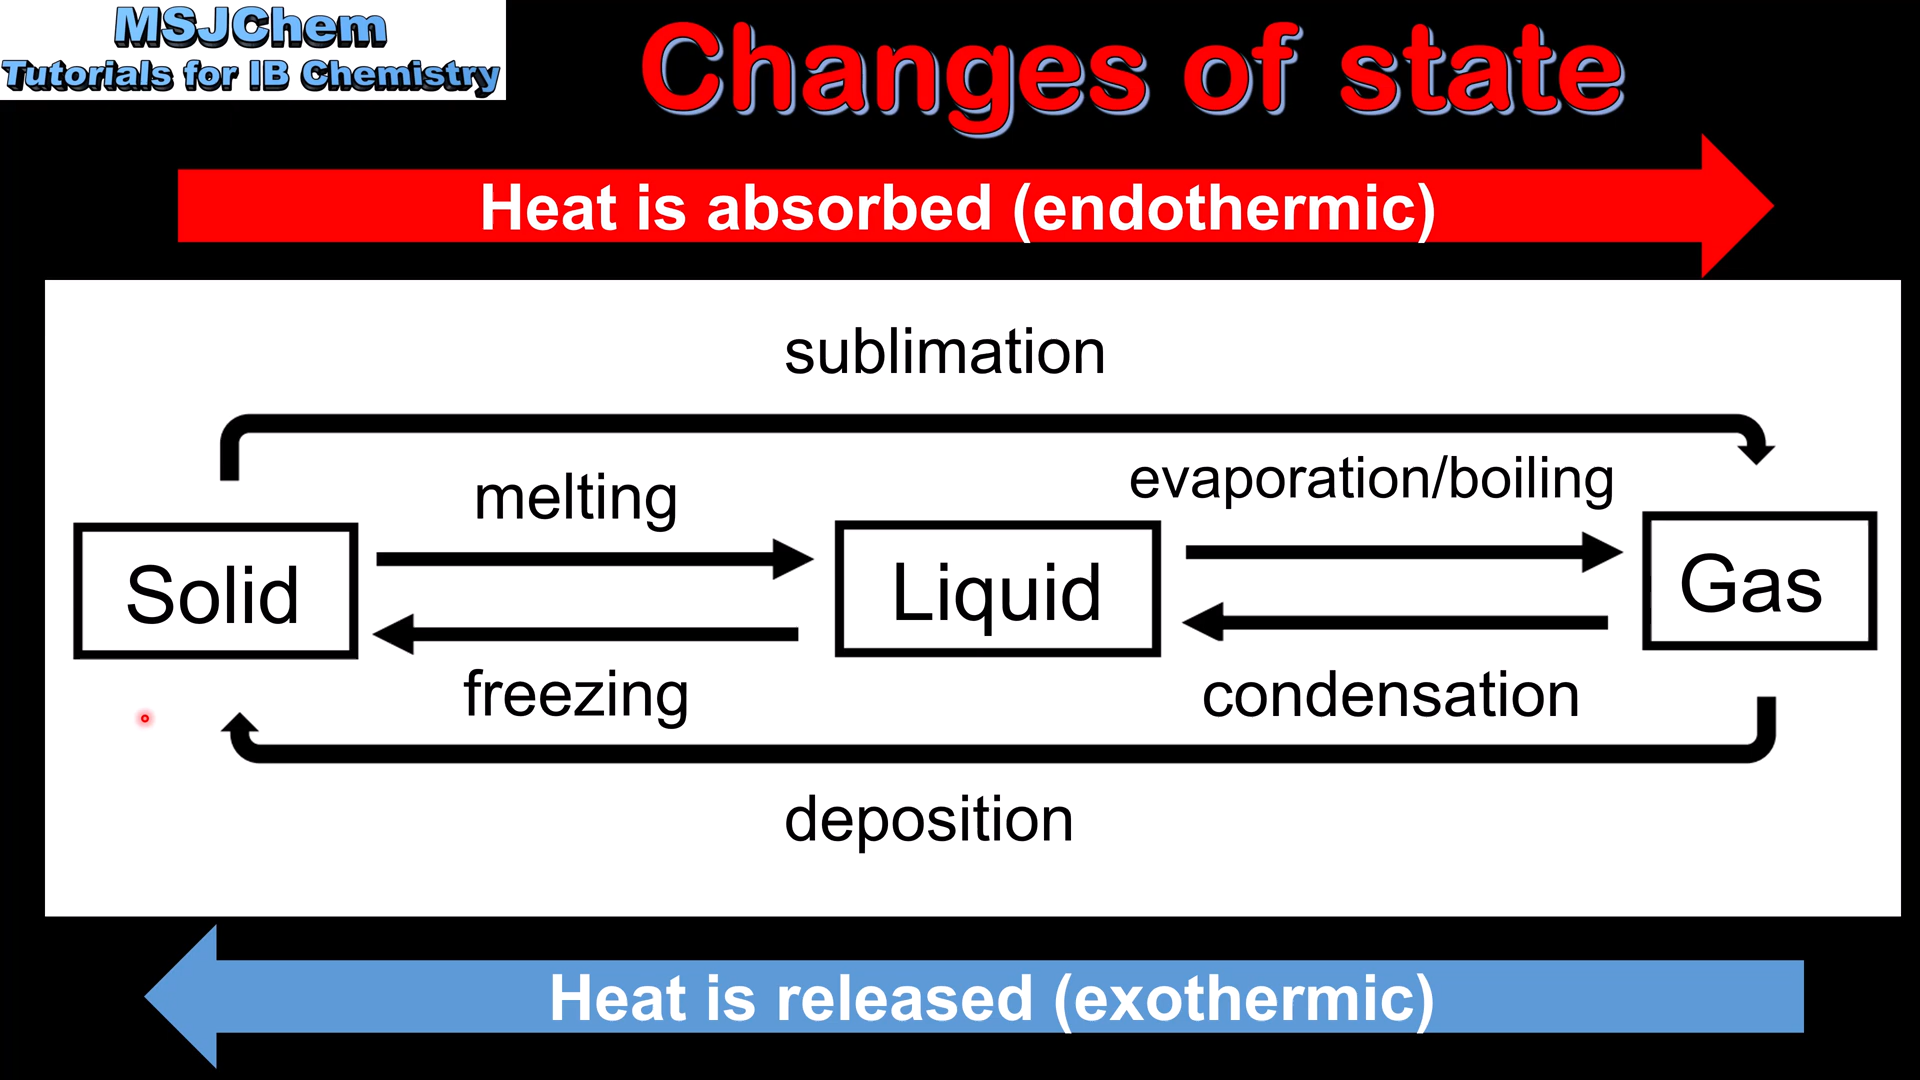 MSJChem
Tutorials for IB Chemistry
Changes of state
Heat is absorbed (endothermic)
sublimation
melting
evaporation/boiling
Solid
Liquid
Gas
freezing
condensation
deposition
Heat is released (exothermic)